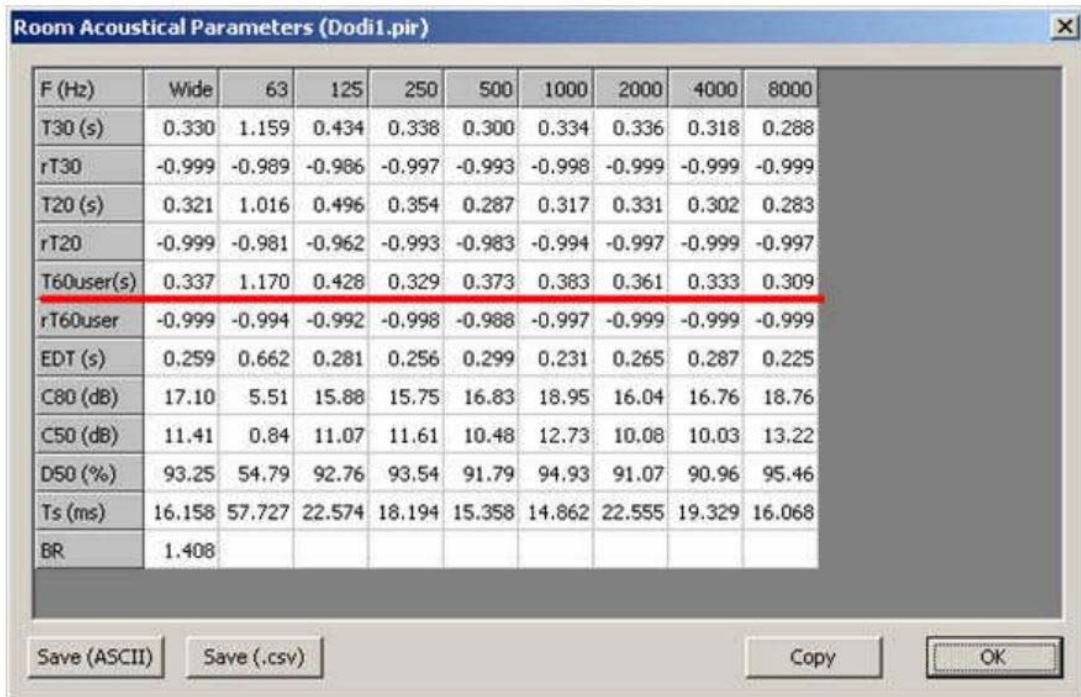 Room Acoustical Parameters (Dodi1.pir)
F (Hz) Wide 63 125 250 500 1000 2000 4000 8000
T30 (s) 0.330 1.159 0.434 0.338 0.300 0.334 0.336 0.318 0.288
rT30 -0.999 -0.989 -0.986 -0.997 -0.993 -0.998 -0.999 -0.999 -0.999
T20 (s) 0.321 1.016 0.496 0.354 0.287 0.317 0.331 0.302 0.283
rT20 -0.999 -0.981 -0.962 -0.993 -0.983 -0.994 -0.997 -0.999 -0.997
T60user(s) 0.337 1.170 0.428 0.329 0.373 0.383 0.361 0.333 0.309
rT60user -0.999 -0.994 -0.992 -0.998 -0.988 -0.997 -0.999 -0.999 -0.999
EDT (s) 0.259 0.662 0.281 0.256 0.299 0.231 0.265 0.287 0.225
C80 (dB) 17.10 5.51 15.88 15.75 16.83 18.95 16.04 16.76 18.76
C50 (dB) 11.41 0.84 11.07 11.61 10.48 12.73 10.08 10.03 13.22
D50 (%) 93.25 54.79 92.76 93.54 91.79 94.93 91.07 90.96 95.46
Ts (ms) 16.158 57.727 22.574 18.194 15.358 14.862 22.555 19.329 16.068
BR 1.408
Save (ASCII) Save (.csv) Copy OK